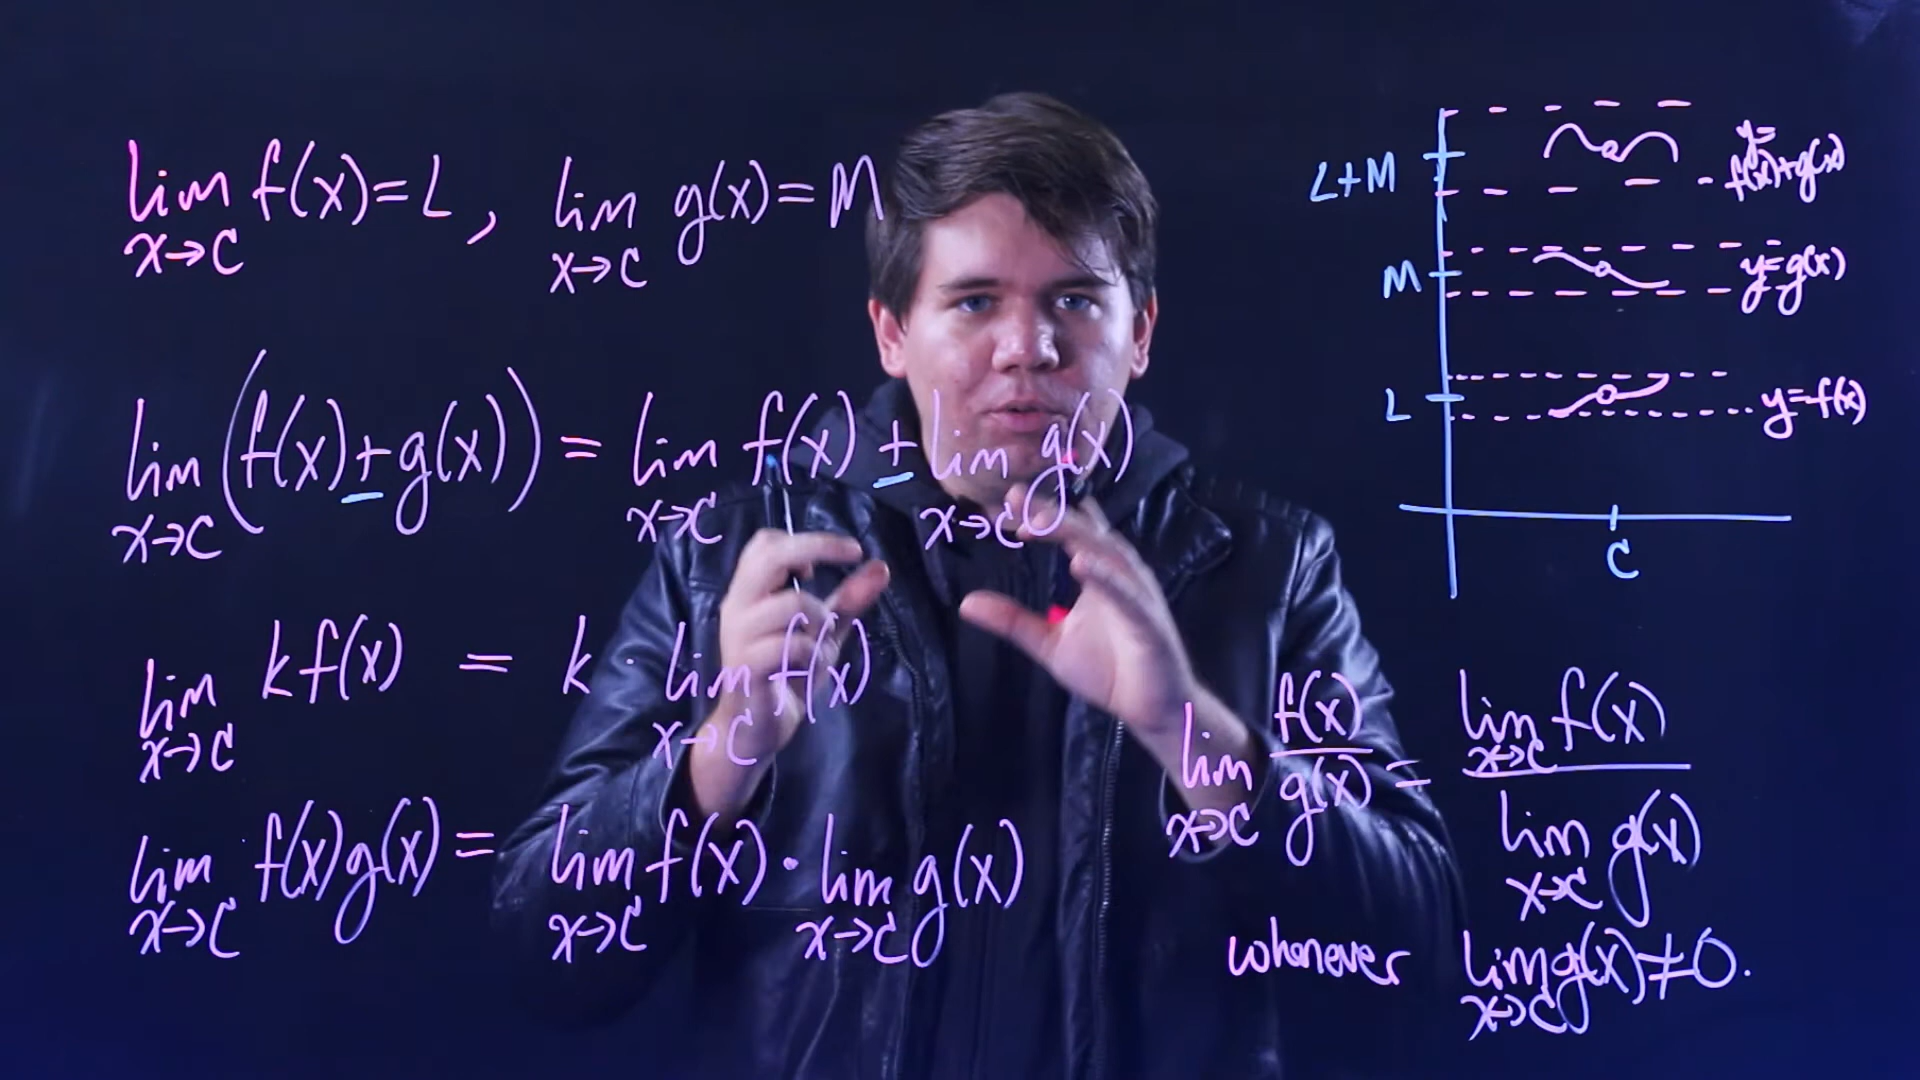 lim x→c f(x) = L, lim x→c g(x) = M
lim x→c (f(x) ± g(x)) = lim x→c f(x) ± lim x→c g(x)
lim x→c kf(x) = k · lim x→c f(x)
lim x→c f(x)g(x) = lim x→c f(x) · lim x→c g(x)
L+M
y=
f(x)+g(x)
M
y=g(x)
L
y=f(x)
c
lim x→c f(x)/g(x) = lim x→c f(x) / lim x→c g(x)
whenever lim x→c g(x) ≠ 0.